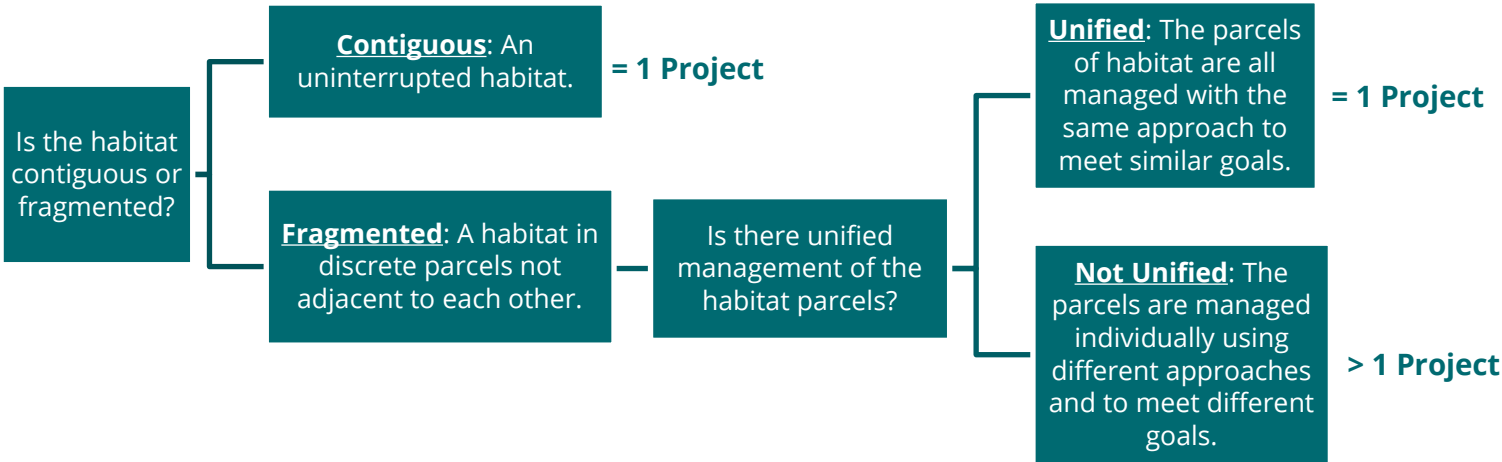 Is the habitat
contiguous or
fragmented?
Contiguous: An
uninterrupted habitat.
= 1 Project
Fragmented: A habitat in
discrete parcels not
adjacent to each other.
Is there unified
management of the
habitat parcels?
Unified: The parcels
of habitat are all
managed with the
same approach to
meet similar goals.
= 1 Project
Not Unified: The
parcels are managed
individually using
different approaches
and to meet different
goals.
> 1 Project